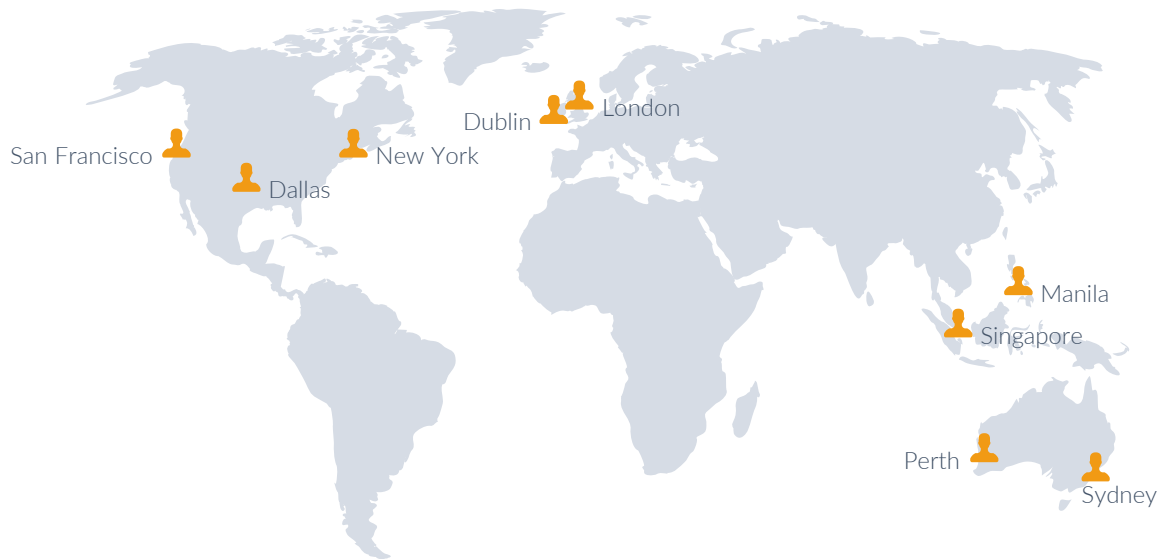 London
Dublin
San Francisco
New York
Dallas
Manila
Singapore
Perth
Sydney